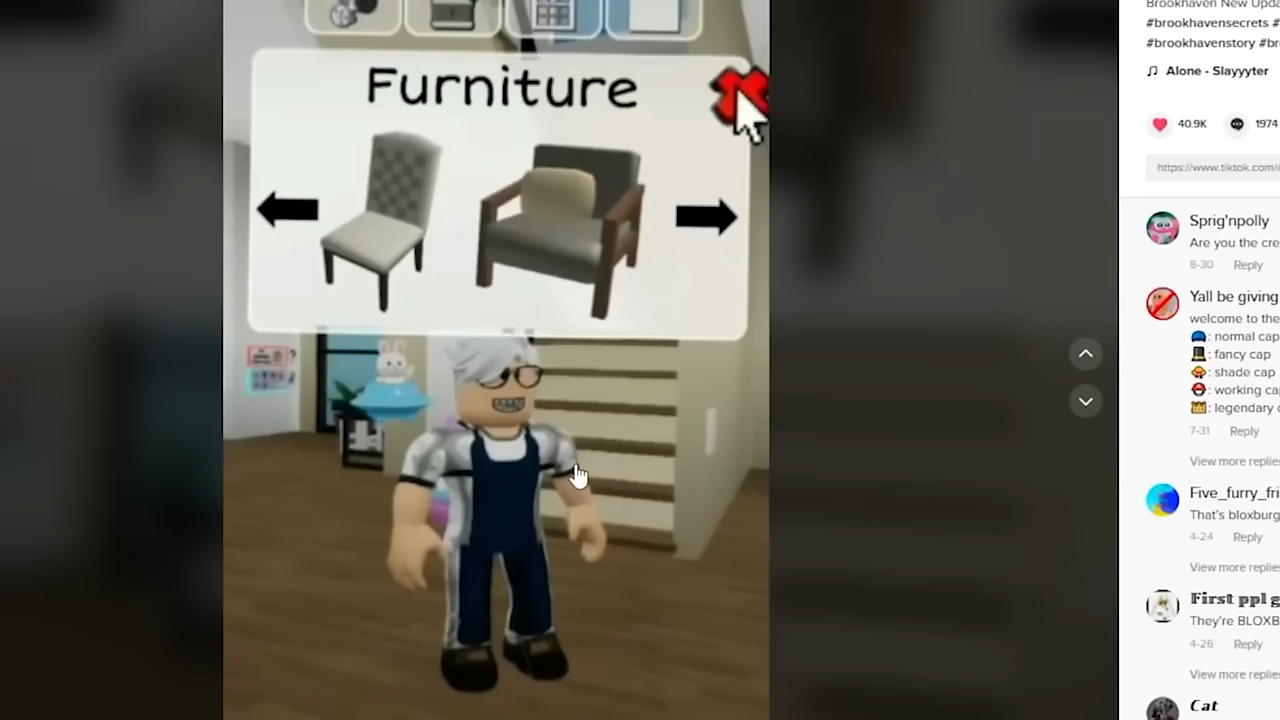 Furniture
Brookhaven New Upda
#brookhavensecrets #
#brookhavenstory #br
Alone - Slayyyter
40.9K
1974
https://www.tiktok.com/
Sprig'npolly
Are you the cre
8-30 Reply
Yall be giving
welcome to the
: normal cap
: fancy cap
: shade cap
: working ca
: legendary
7-31 Reply
View more replie
Five_furry_fri
That's bloxburg
4-24 Reply
View more replie
First ppl g
They're BLOXB
4-26 Reply
View more replie
Cat